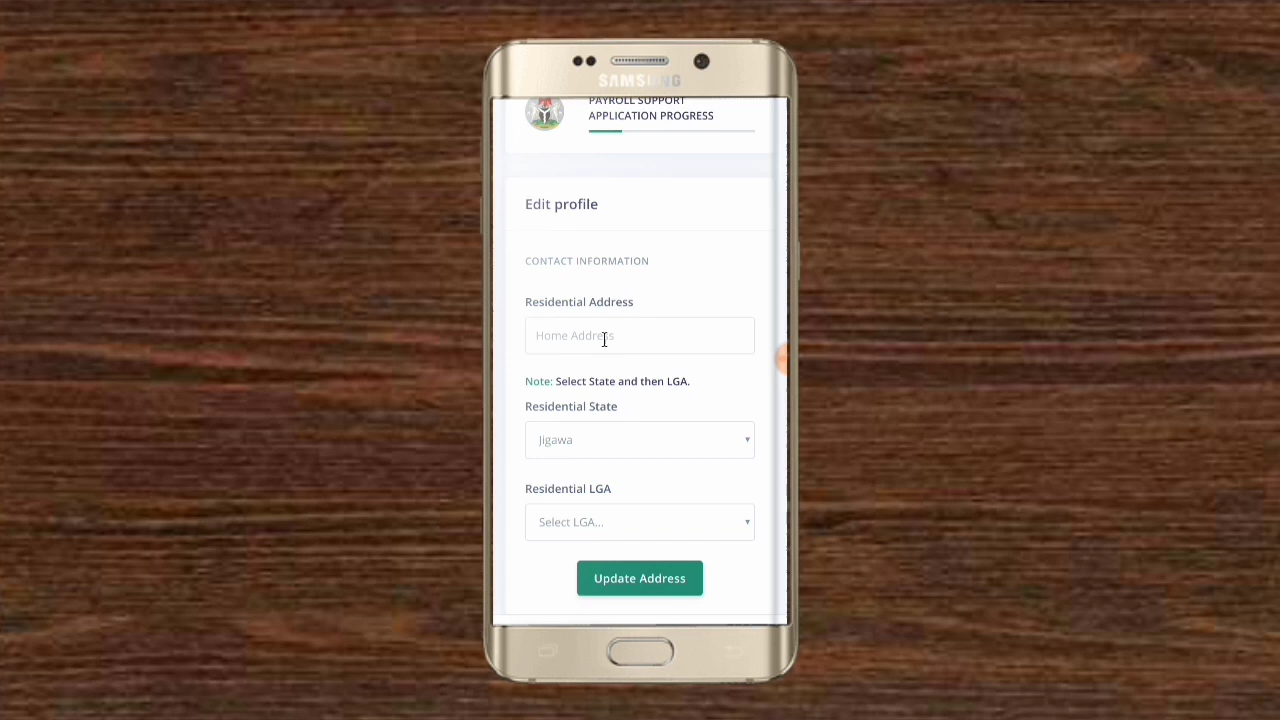 SAMSUNG
PAYROLL SUPPORT
APPLICATION PROGRESS
Edit profile
CONTACT INFORMATION
Residential Address
Home Address
Note: Select State and then LGA.
Residential State
Jigawa
Residential LGA
Select LGA...
Update Address